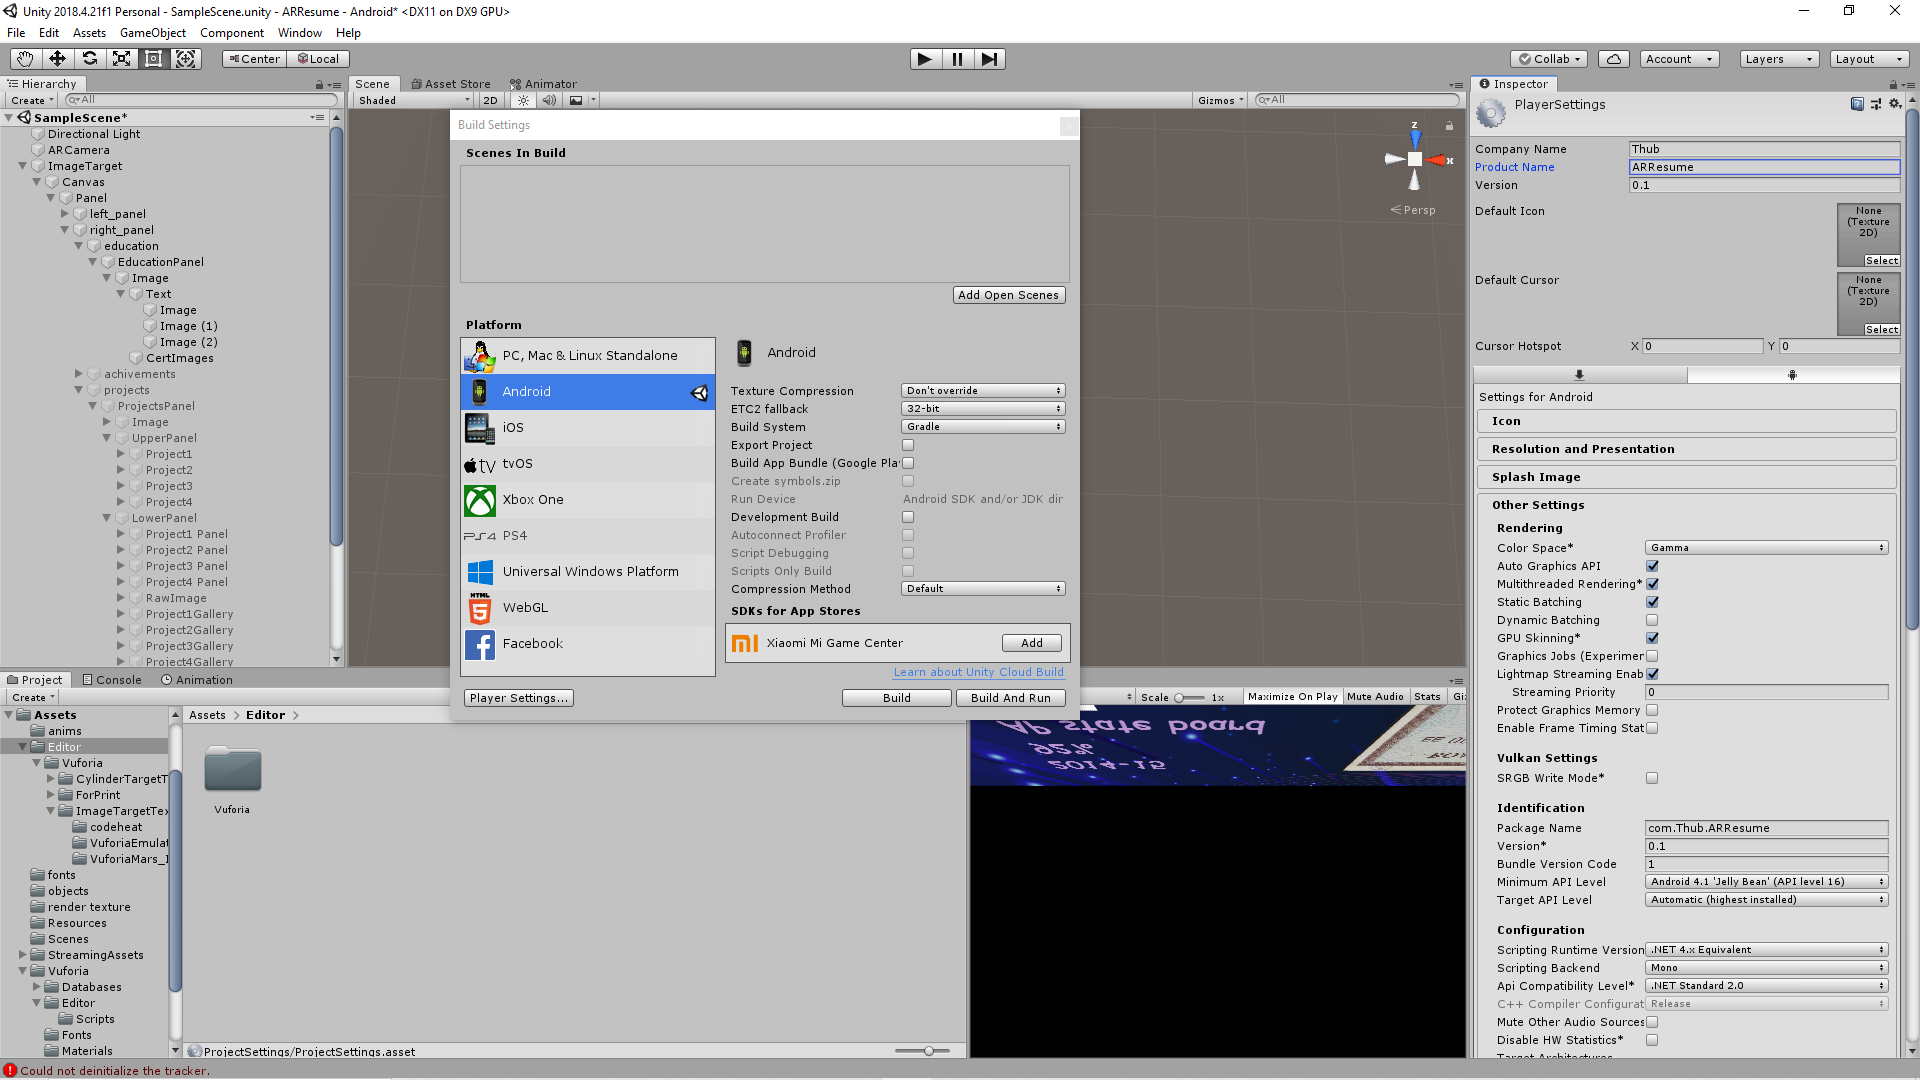 Unity 2018.4.21f1 Personal - SampleScene.unity - ARResume - Android* <DX11 on DX9 GPU>
File Edit Assets GameObject Component Window Help
Center Local Collab Account Layers Layout
Hierarchy
Create All
SampleScene*
Directional Light
ARCamera
ImageTarget
Canvas
Panel
left_panel
right_panel
education
EducationPanel
Image
Text
Image
Image (1)
Image (2)
CertImages
achivements
projects
ProjectsPanel
Image
UpperPanel
Project1
Project2
Project3
Project4
LowerPanel
Project1 Panel
Project2 Panel
Project3 Panel
Project4 Panel
RawImage
Project1Gallery
Project2Gallery
Project3Gallery
Project4Gallery
Scene Asset Store Animator
Shaded 2D Gizmos All
z
x
Persp
Build Settings
Scenes In Build
Add Open Scenes
Platform
PC, Mac & Linux Standalone
Android
iOS
tv tvOS
Xbox One
PS4 PS4
Universal Windows Platform
HTML
5 WebGL
f Facebook
Android
Texture Compression Don't override
ETC2 fallback 32-bit
Build System Gradle
Export Project
Build App Bundle (Google Pla
Create symbols.zip
Run Device Android SDK and/or JDK dir
Development Build
Autoconnect Profiler
Script Debugging
Scripts Only Build
Compression Method Default
SDKs for App Stores
mi Xiaomi Mi Game Center Add
Learn about Unity Cloud Build
Player Settings... Build Build And Run
Inspector
PlayerSettings
Company Name Thub
Product Name ARResume
Version 0.1
Default Icon
None
(Texture
2D)
Select
Default Cursor
None
(Texture
2D)
Select
Cursor Hotspot X 0 Y 0
Settings for Android
Icon
Resolution and Presentation
Splash Image
Other Settings
Rendering
Color Space* Gamma
Auto Graphics API
Multithreaded Rendering*
Static Batching
Dynamic Batching
GPU Skinning*
Graphics Jobs (Experimer
Lightmap Streaming Enab
Streaming Priority 0
Protect Graphics Memory
Enable Frame Timing Stat
Vulkan Settings
SRGB Write Mode*
Identification
Package Name com.Thub.ARResume
Version* 0.1
Bundle Version Code 1
Minimum API Level Android 4.1 'Jelly Bean' (API level 16)
Target API Level Automatic (highest installed)
Configuration
Scripting Runtime Version .NET 4.x Equivalent
Scripting Backend Mono
Api Compatibility Level* .NET Standard 2.0
C++ Compiler Configurat Release
Mute Other Audio Sources
Disable HW Statistics*
Target Architectures
Project Console Animation
Create
Assets
anims
Editor
Vuforia
CylinderTargetT
ForPrint
ImageTargetTex
codeheat
VuforiaEmulat
VuforiaMars_I
fonts
objects
render texture
Resources
Scenes
StreamingAssets
Vuforia
Databases
Editor
Scripts
Fonts
Materials
Assets > Editor >
Vuforia
ProjectSettings/ProjectSettings.asset
Scale 1x Maximize On Play Mute Audio Stats Gi
AP state board
92%
2014-15
Could not deinitialize the tracker.